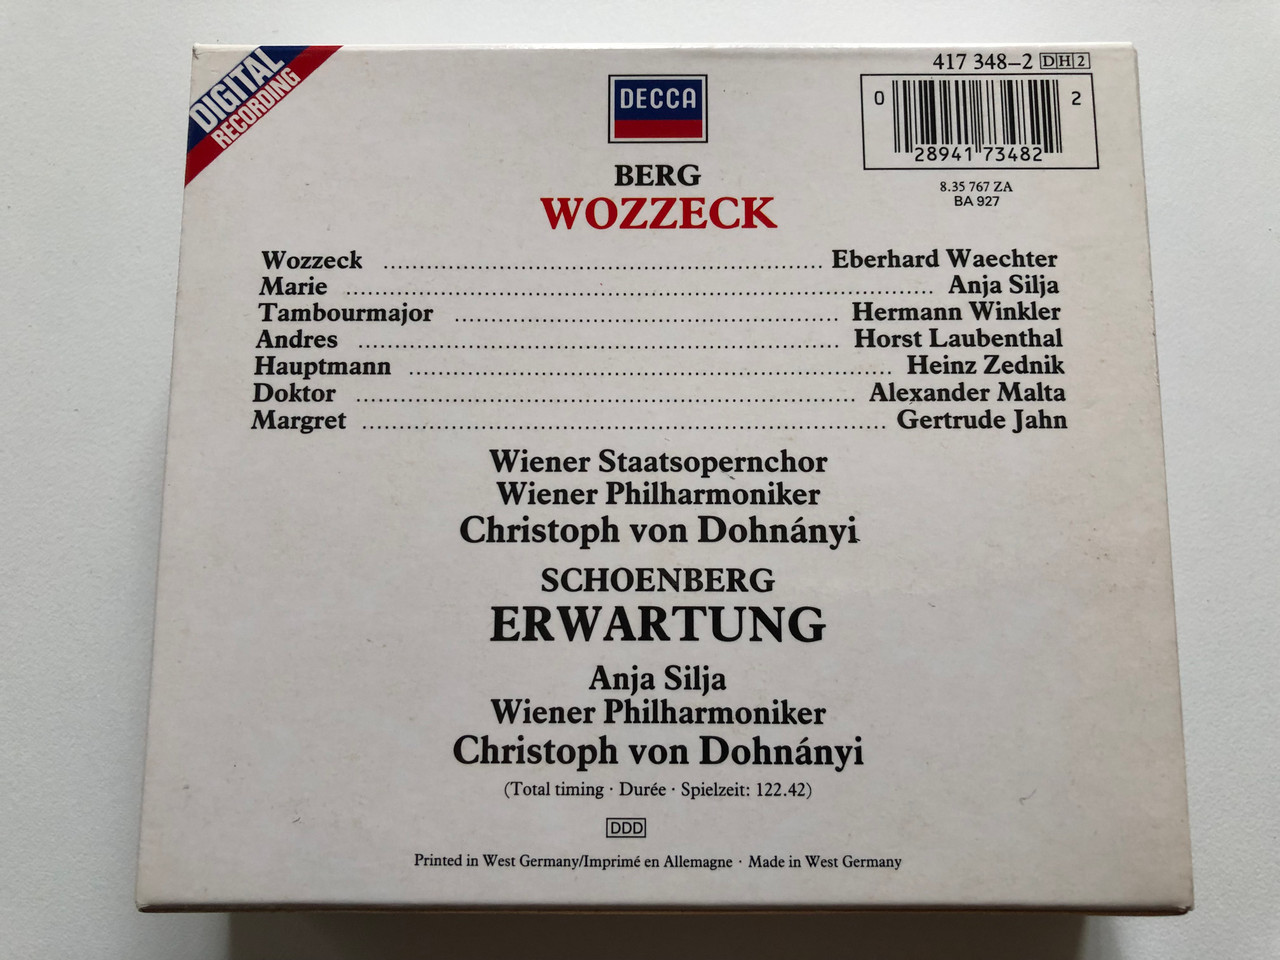 DIGITAL
RECORDING
417 348-2 DH2
DECCA
0 28941 73482 2
8.35 767 ZA
BA 927
BERG
WOZZECK
Wozzeck ........ Eberhard Waechter
Marie ........ Anja Silja
Tambourmajor ........ Hermann Winkler
Andres ........ Horst Laubenthal
Hauptmann ........ Heinz Zednik
Doktor ........ Alexander Malta
Margret ........ Gertrude Jahn
Wiener Staatsopernchor
Wiener Philharmoniker
Christoph von Dohnányi
SCHOENBERG
ERWARTUNG
Anja Silja
Wiener Philharmoniker
Christoph von Dohnányi
(Total timing · Durée · Spielzeit: 122.42)
DDD
Printed in West Germany/Imprimé en Allemagne · Made in West Germany